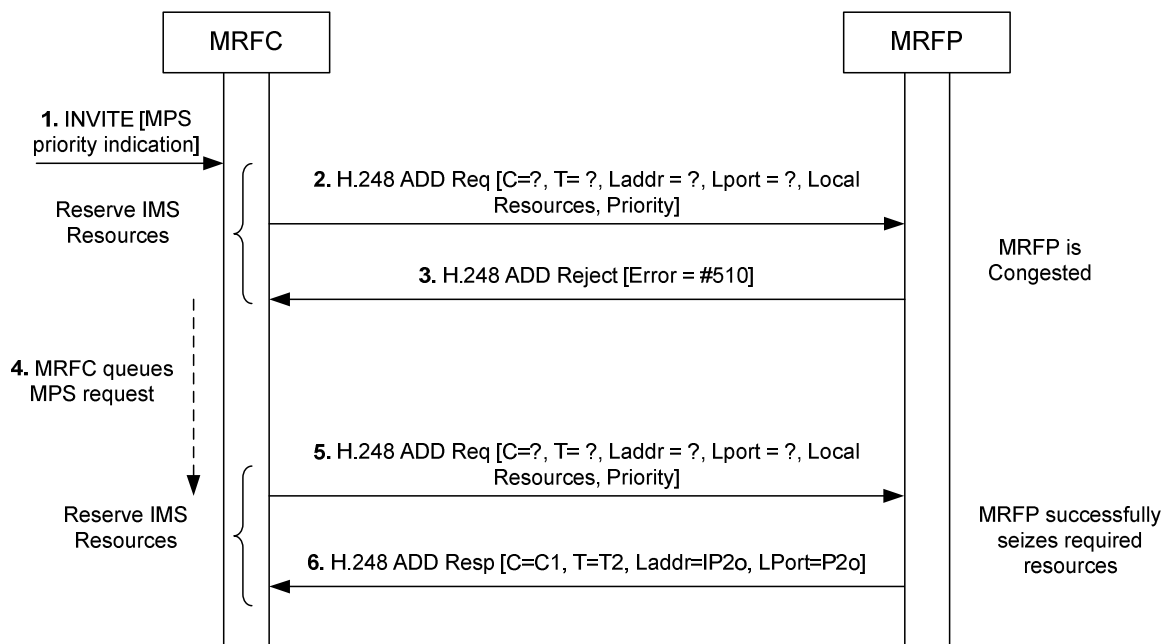 MRFC
MRFP
1. INVITE [MPS
priority indication]
2. H.248 ADD Req [C=?, T= ?, Laddr = ?, Lport = ?, Local
Resources, Priority]
Reserve IMS
Resources
MRFP is
Congested
3. H.248 ADD Reject [Error = #510]
4. MRFC queues
MPS request
5. H.248 ADD Req [C=?, T= ?, Laddr = ?, Lport = ?, Local
Resources, Priority]
Reserve IMS
Resources
MRFP successfully
seizes required
resources
6. H.248 ADD Resp [C=C1, T=T2, Laddr=IP2o, LPort=P2o]